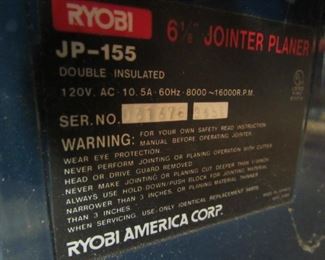 RYOBI
6⅛" JOINTER PLANER
JP-155
DOUBLE INSULATED
120V. AC·10.5A·60Hz·8000~16000R.P.M.
SER.NO.
WARNING: FOR YOUR OWN SAFETY READ INSTRUCTION
MANUAL BEFORE OPERATING JOINTER.
WEAR EYE PROTECTION.
NEVER PERFORM JOINTING OR PLANING OPERATION WITH CUTTER
HEAD OR DRIVE GUARD REMOVED.
NEVER MAKE JOINTING OR PLANING CUT DEEPER THAN
ALWAYS USE HOLD DOWN/PUSH BLOCK FOR JOINTING MATERIAL
NARROWER THAN 3 INCHES, OR PLANING MATERIAL THINNER
THAN 3 INCHES.
WHEN SERVICING, USE ONLY IDENTICAL REPLACEMENT PARTS.
RYOBI AMERICA CORP.